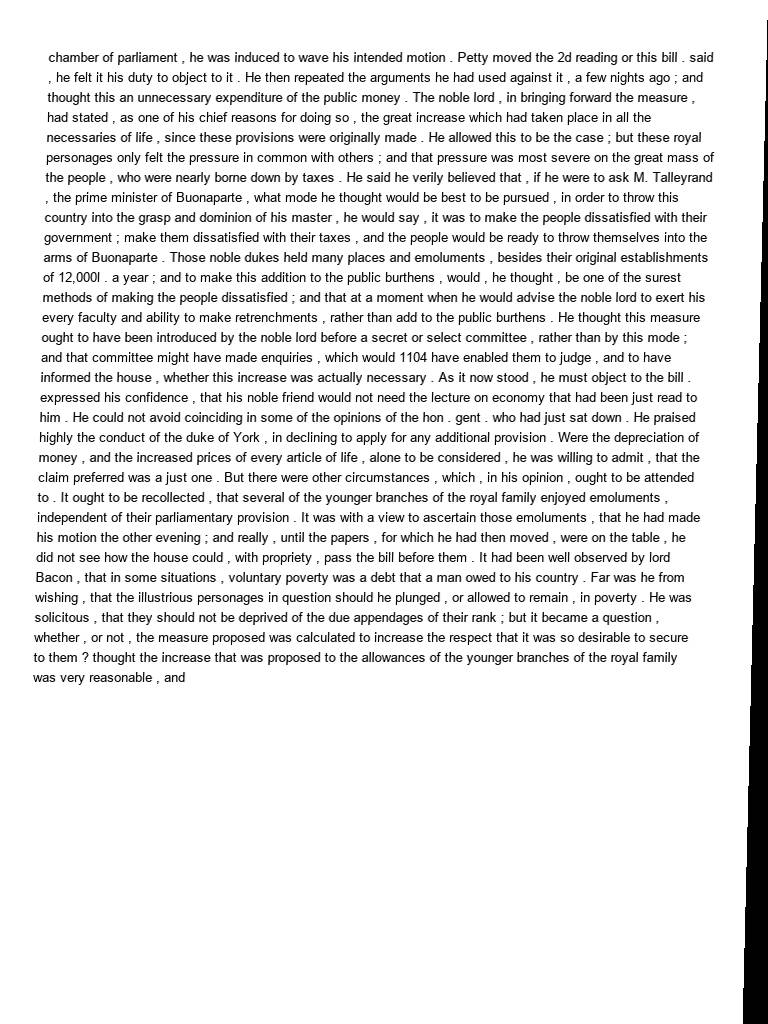 chamber of parliament , he was induced to wave his intended motion . Petty moved the 2d reading or this bill . said
, he felt it his duty to object to it . He then repeated the arguments he had used against it , a few nights ago ; and
thought this an unnecessary expenditure of the public money . The noble lord , in bringing forward the measure ,
had stated , as one of his chief reasons for doing so , the great increase which had taken place in all the
necessaries of life , since these provisions were originally made . He allowed this to be the case ; but these royal
personages only felt the pressure in common with others ; and that pressure was most severe on the great mass of
the people , who were nearly borne down by taxes . He said he verily believed that , if he were to ask M. Talleyrand
, the prime minister of Buonaparte , what mode he thought would be best to be pursued , in order to throw this
country into the grasp and dominion of his master , he would say , it was to make the people dissatisfied with their
government ; make them dissatisfied with their taxes , and the people would be ready to throw themselves into the
arms of Buonaparte . Those noble dukes held many places and emoluments , besides their original establishments
of 12,000l . a year ; and to make this addition to the public burthens , would , he thought , be one of the surest
methods of making the people dissatisfied ; and that at a moment when he would advise the noble lord to exert his
every faculty and ability to make retrenchments , rather than add to the public burthens . He thought this measure
ought to have been introduced by the noble lord before a secret or select committee , rather than by this mode ;
and that committee might have made enquiries , which would 1104 have enabled them to judge , and to have
informed the house , whether this increase was actually necessary . As it now stood , he must object to the bill .
expressed his confidence , that his noble friend would not need the lecture on economy that had been just read to
him . He could not avoid coinciding in some of the opinions of the hon . gent . who had just sat down . He praised
highly the conduct of the duke of York , in declining to apply for any additional provision . Were the depreciation of
money , and the increased prices of every article of life , alone to be considered , he was willing to admit , that the
claim preferred was a just one . But there were other circumstances , which , in his opinion , ought to be attended
to . It ought to be recollected , that several of the younger branches of the royal family enjoyed emoluments ,
independent of their parliamentary provision . It was with a view to ascertain those emoluments , that he had made
his motion the other evening ; and really , until the papers , for which he had then moved , were on the table , he
did not see how the house could , with propriety , pass the bill before them . It had been well observed by lord
Bacon , that in some situations , voluntary poverty was a debt that a man owed to his country . Far was he from
wishing , that the illustrious personages in question should he plunged , or allowed to remain , in poverty . He was
solicitous , that they should not be deprived of the due appendages of their rank ; but it became a question ,
whether , or not , the measure proposed was calculated to increase the respect that it was so desirable to secure
to them ? thought the increase that was proposed to the allowances of the younger branches of the royal family
was very reasonable , and